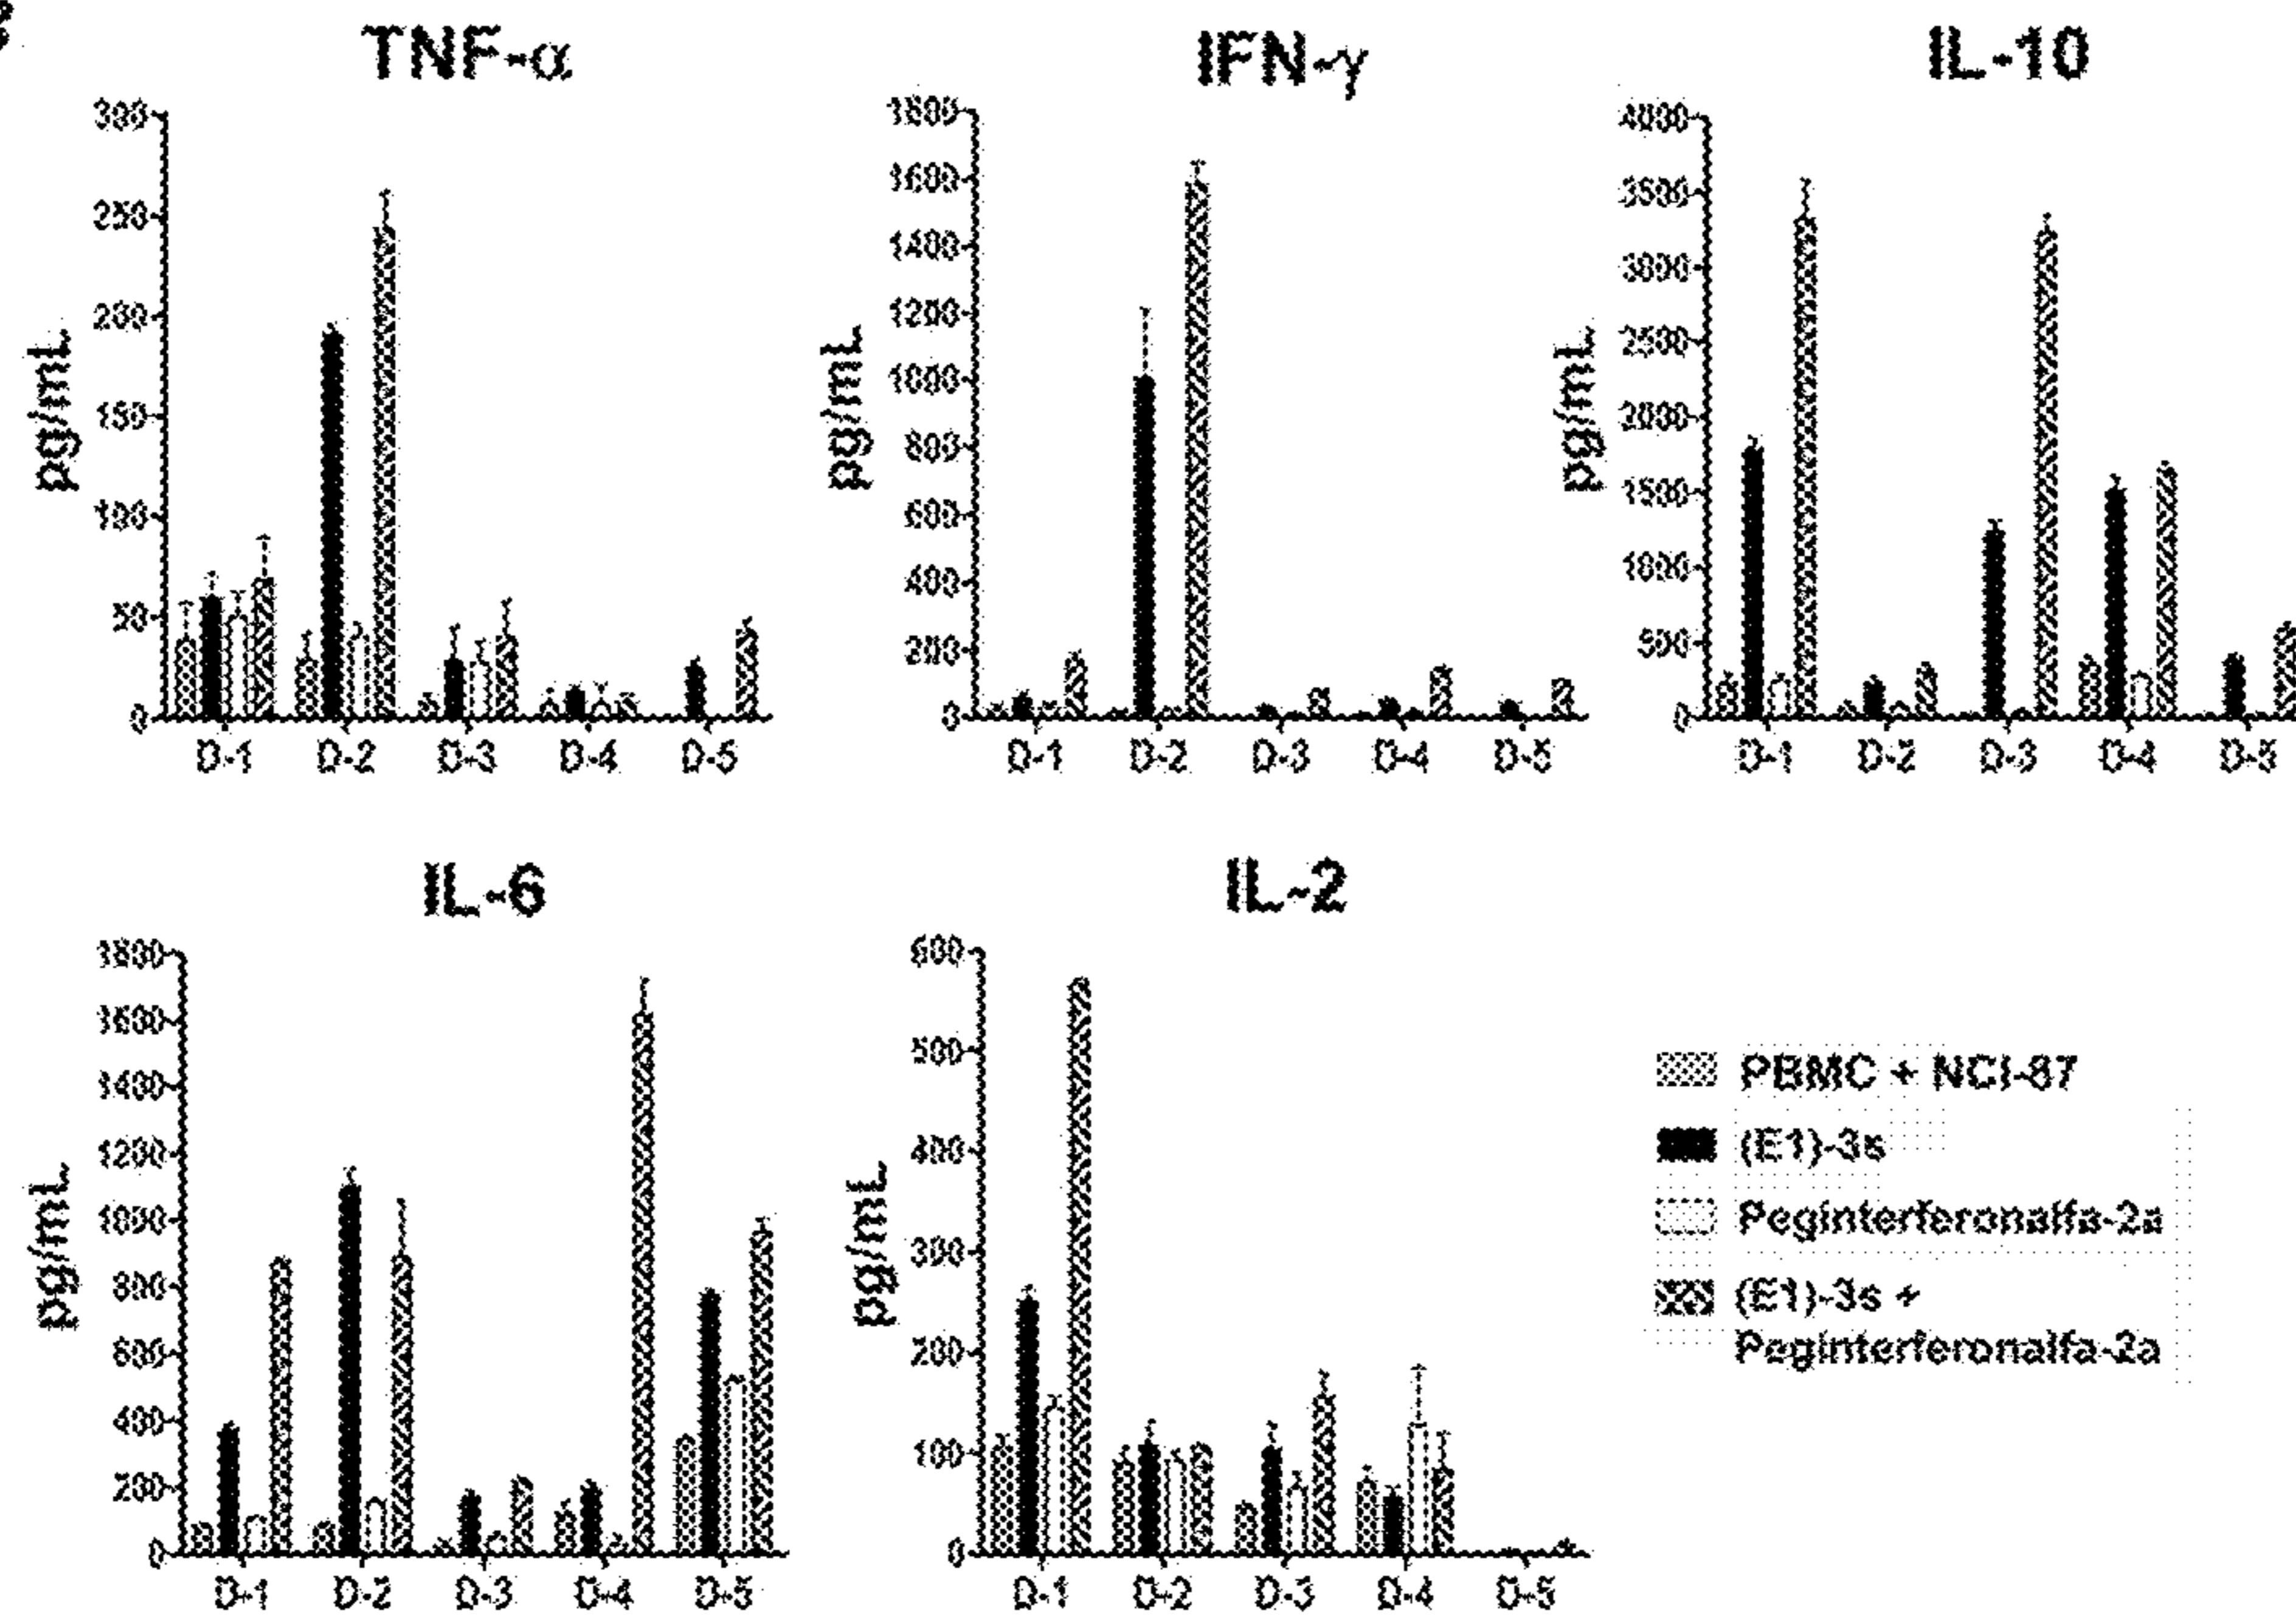 TNF-α
IFN-γ
IL-10
pg/mL
300
250
200
150
100
50
0
D-1
D-2
D-3
D-4
D-5
pg/mL
1800
1600
1400
1200
1000
800
600
400
200
0
D-1
D-2
D-3
D-4
D-5
pg/mL
4000
3500
3000
2500
2000
1500
1000
500
0
D-1
D-2
D-3
D-4
D-5
IL-6
IL-2
pg/mL
1800
1600
1400
1200
1000
800
600
400
200
0
D-1
D-2
D-3
D-4
D-5
pg/mL
600
500
400
300
200
100
0
D-1
D-2
D-3
D-4
D-5
PBMC + NCI-87
(E1)-3s
Peginterferonalfa-2a
(E1)-3s +
Peginterferonalfa-2a